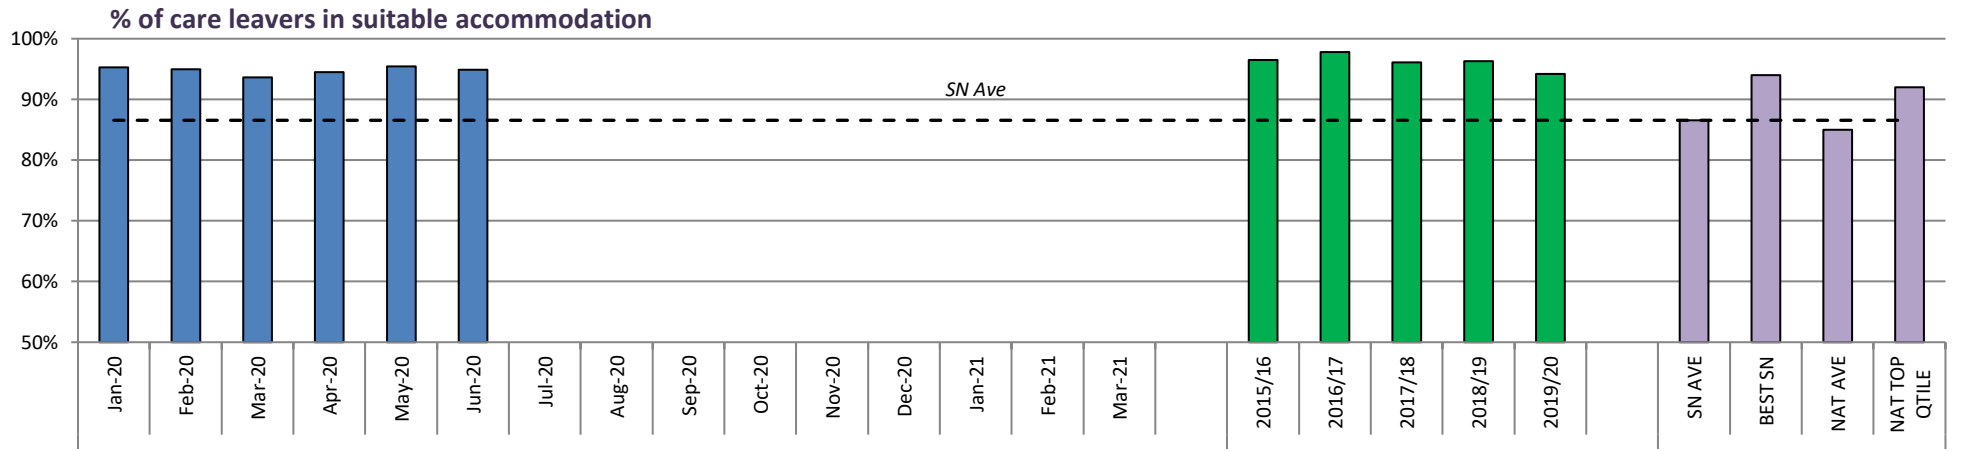 % of care leavers in suitable accommodation
100%
90%
80%
70%
60%
50%
SN Ave
Jan-20
Feb-20
Mar-20
Apr-20
May-20
Jun-20
Jul-20
Aug-20
Sep-20
Oct-20
Nov-20
Dec-20
Jan-21
Feb-21
Mar-21
2015/16
2016/17
2017/18
2018/19
2019/20
SN AVE
BEST SN
NAT AVE
NAT TOP
QTILE